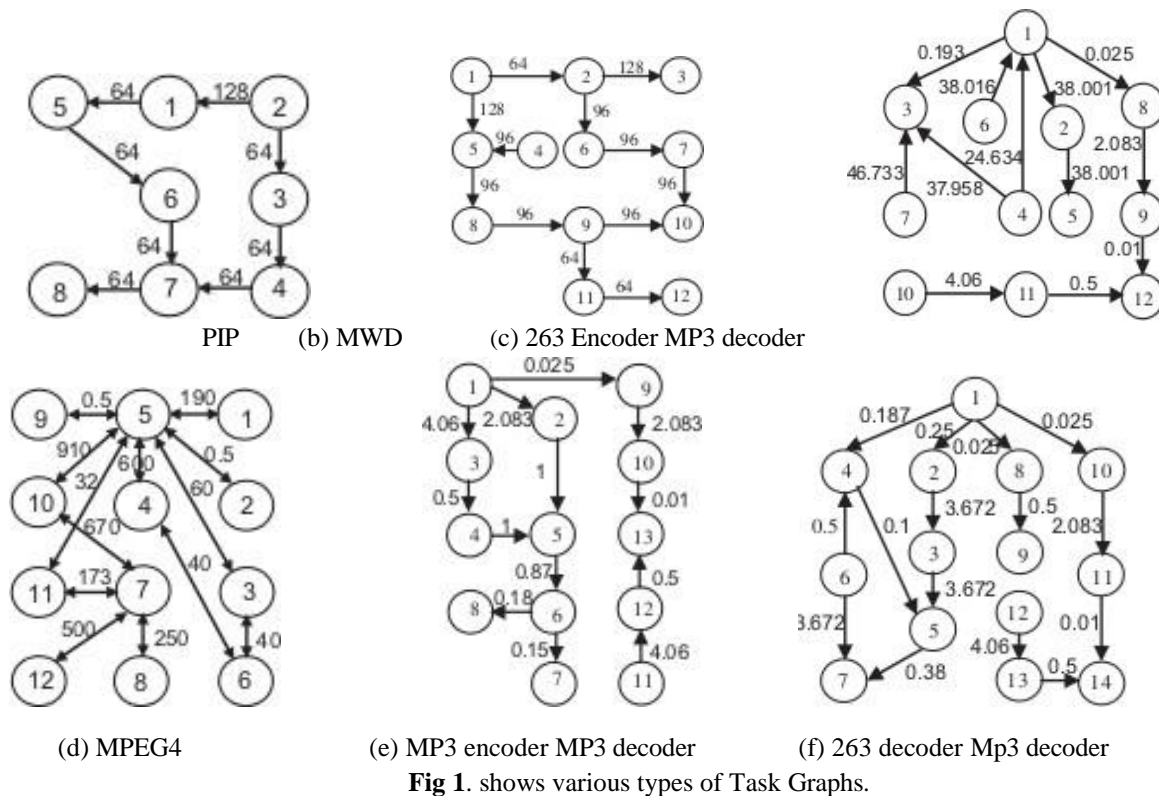 5 64 1 128 2
64 64
6 3
64 64
8 64 7 64 4
1 64 2 128 3
128 96
5 96 4 6 96 7
96 96
8 96 9 96 10
64
11 64 12
1
0.193 0.025
38.016 38.001
3 6 2 8
24.634 2.083
46.733 37.958 38.001
7 4 5 9
0.01
10 4.06 11 0.5 12
PIP (b) MWD (c) 263 Encoder MP3 decoder
9 0.5 5 190 1
910 600 0.5
32 60
10 4 2
670
40
11 173 7 3
500 250 40
12 8 6
0.025
1 9
4.06 2.083 2 2.083
3 10
1
0.5 0.01
4 1 5 13
0.87 0.5
8 0.18 6 12
0.15 4.06
7 11
1
0.187 0.25 0.025 0.025
4 2 8 10
3.672 0.5
0.5 0.1 2.083
3 9
6 3.672 11
5 12
3.672 4.06 0.01
7 0.38 13 0.5 14
(d) MPEG4 (e) MP3 encoder MP3 decoder (f) 263 decoder Mp3 decoder
Fig 1. shows various types of Task Graphs.